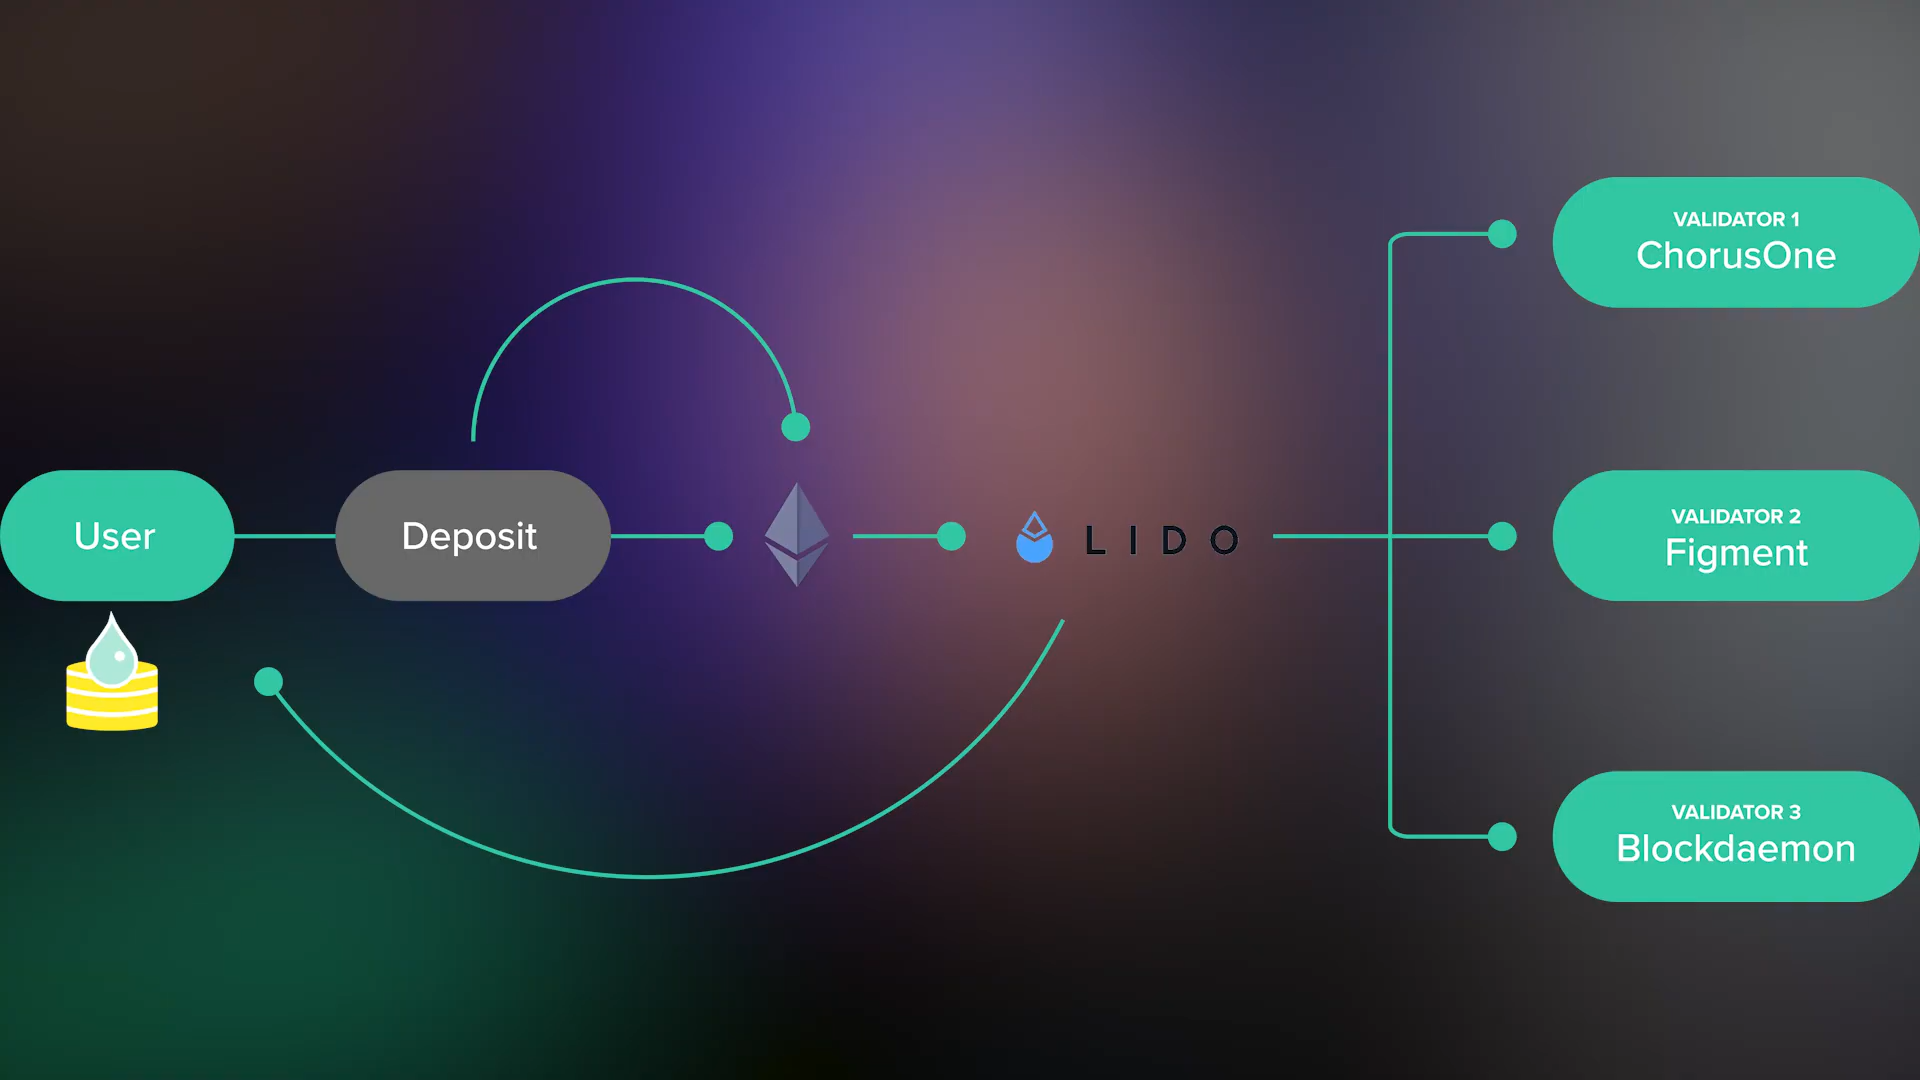 User
Deposit
LIDO
VALIDATOR 1
ChorusOne
VALIDATOR 2
Figment
VALIDATOR 3
Blockdaemon